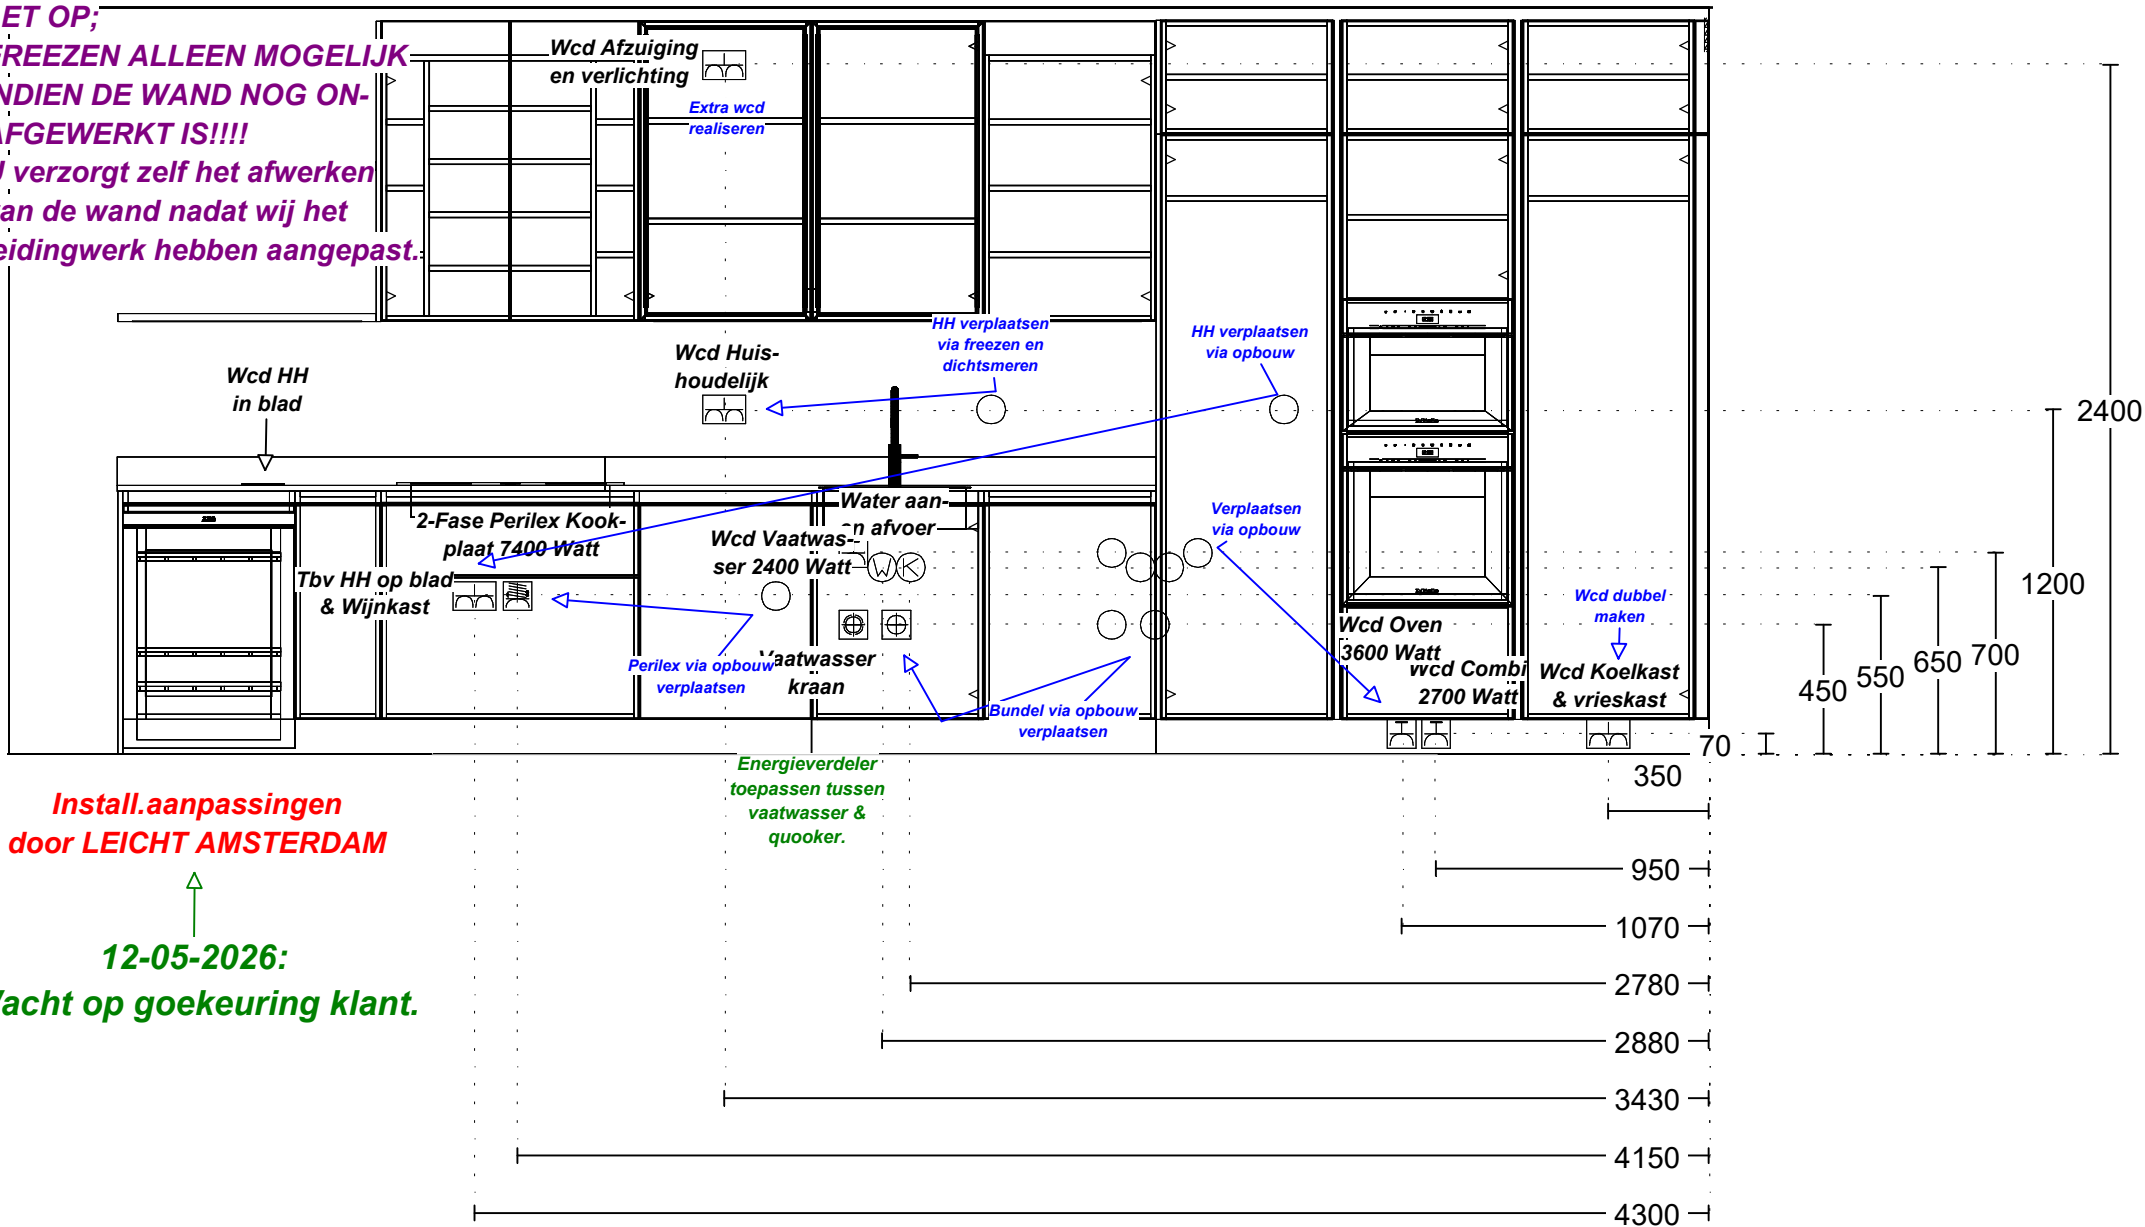 ET OP;
REEZEN ALLEEN MOGELIJK
NDIEN DE WAND NOG ON-
AFGEWERKT IS!!!!
J verzorgt zelf het afwerken
an de wand nadat wij het
eidingwerk hebben aangepast.
Wcd Afzuiging
en verlichting
Extra wcd
realiseren
Wcd HH
in blad
Wcd Huis-
houdelijk
HH verplaatsen
via freezen en
dichtsmeren
HH verplaatsen
via opbouw
2-Fase Perilex Kook-
plaat 7400 Watt
Tbv HH op blad
& Wijnkast
Wcd Vaatwas-
ser 2400 Watt
Water aan-
en afvoer
W K
Verplaatsen
via opbouw
Perilex via opbouw
verplaatsen
Vaatwasser
kraan
Bundel via opbouw
verplaatsen
Wcd Oven
3600 Watt
Wcd Combi
2700 Watt
Wcd dubbel
maken
Wcd Koelkast
& vrieskast
Energieverdeler
toepassen tussen
vaatwasser &
quooker.
Install.aanpassingen
door LEICHT AMSTERDAM
12-05-2026:
acht op goekeuring klant.
70
450
550
650
700
1200
2400
350
950
1070
2780
2880
3430
4150
4300